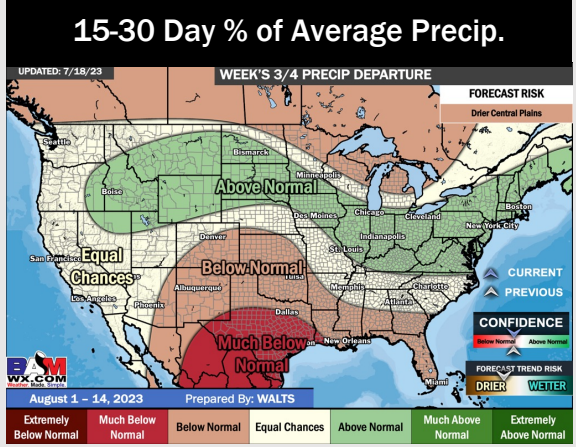 15-30 Day % of Average Precip.
UPDATED: 7/18/23
WEEK'S 3/4 PRECIP DEPARTURE
FORECAST RISK
Drier Central Plains
Seattle
Bismarck
Minneapolis
Boise
Above Normal
Boston
Des Moines
Chicago
Cleveland
New York City
Denver
Indianapolis
San Francisco
Equal
Chances
St. Louis
Below Normal
Tulsa
CURRENT
Los Angeles
Albuquerque
Memphis
Charlotte
PREVIOUS
Phoenix
Atlanta
Dallas
CONFIDENCE
Below Normal
Above Normal
Much Below
Normal
New Orleans
FORECAST TREND RISK
DRIER
WETTER
Miami
BAM
WX.COM
Weather. Made. Simple.
August 1 – 14, 2023
Prepared By: WALTS
Extremely
Below Normal
Much Below
Normal
Below Normal
Equal Chances
Above Normal
Much Above
Normal
Extremely
Above Normal